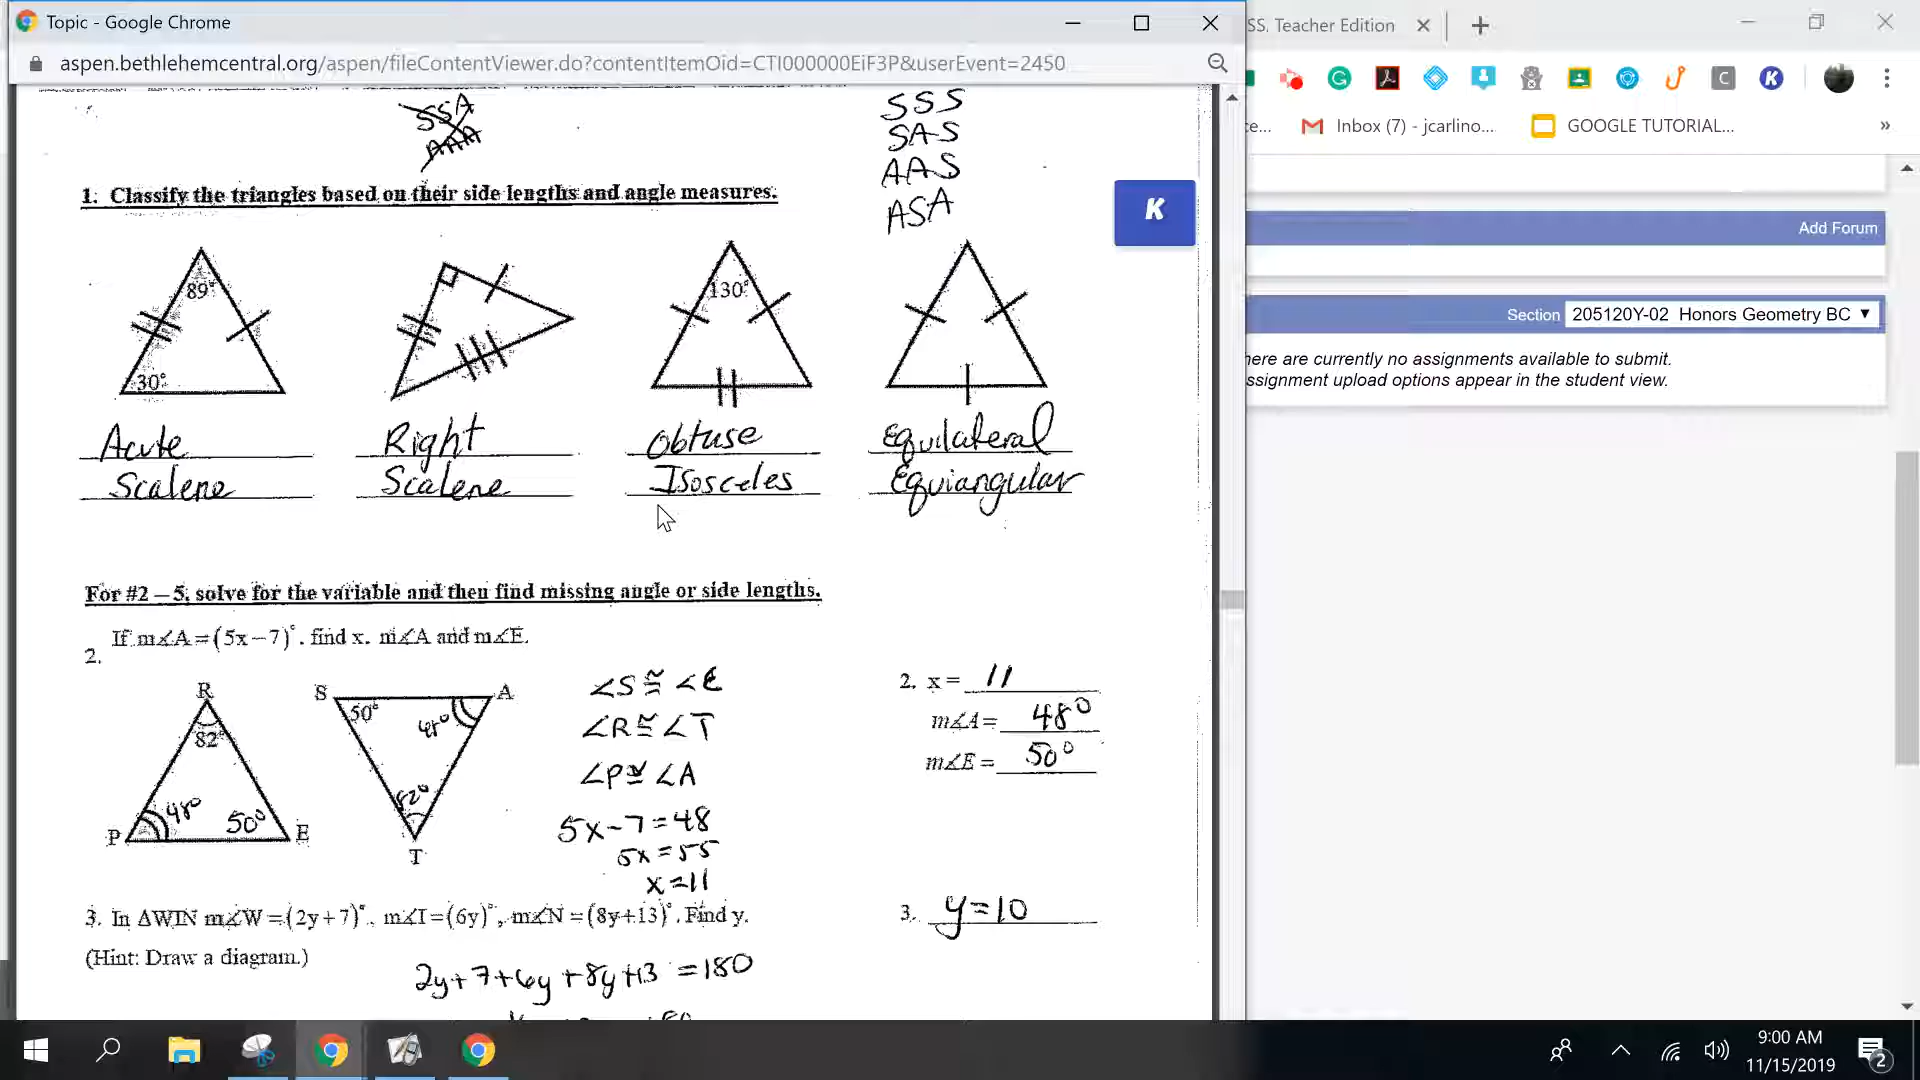 Topic - Google Chrome
SS. Teacher Edition
aspen.bethlehemcentral.org/aspen/fileContentViewer.do?contentItemOid=CTI000000EiF3P&userEvent=2450
Inbox (7) - jcarlino...
GOOGLE TUTORIAL...
»
SSA
AAA
SSS
SAS
AAS
ASA
1. Classify the triangles based on their side lengths and angle measures.
K
Add Forum
89°
30°
130°
Section 205120Y-02 Honors Geometry BC
here are currently no assignments available to submit.
ssignment upload options appear in the student view.
Acute
Scalene
Right
Scalene
Obtuse
Isosceles
Equilateral
Equiangular
For #2 – 5, solve for the variable and then find missing angle or side lengths.
2. If m∡A = (5x − 7)°. find x. m∡A and m∡E.
R
82°
P
48°
50°
E
S
50°
A
48°
82°
T
∠S ≅ ∠E
∠R ≅ ∠T
∠P ≅ ∠A
5x - 7 = 48
5x = 55
x = 11
2. x = 11
m∡A = 48°
m∡E = 50°
3. In ΔWIN m∡W = (2y + 7)°, m∡I = (6y)°, m∡N = (8y + 13)°. Find y.
(Hint: Draw a diagram.)
3. y = 10
2y + 7 + 6y + 8y + 13 = 180
9:00 AM
11/15/2019
2